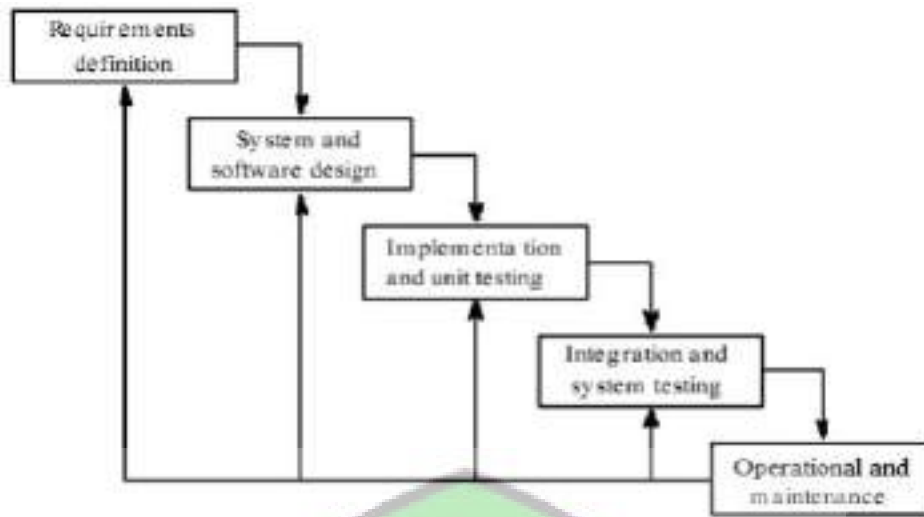 Requirements
definition
System and
software design
Implementation
and unit testing
Integration and
system testing
Operational and
maintenance